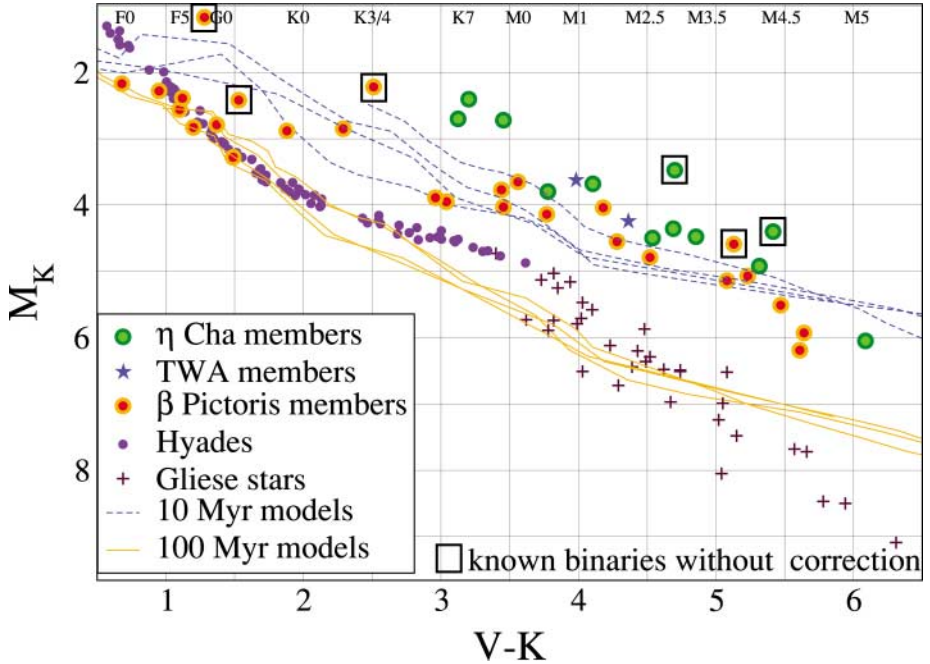 F0 F5 G0 K0 K3/4 K7 M0 M1 M2.5 M3.5 M4.5 M5
2
4
6
8
M_K
η Cha members
TWA members
β Pictoris members
Hyades
Gliese stars
10 Myr models
100 Myr models
known binaries without correction
1 2 3 4 5 6
V-K